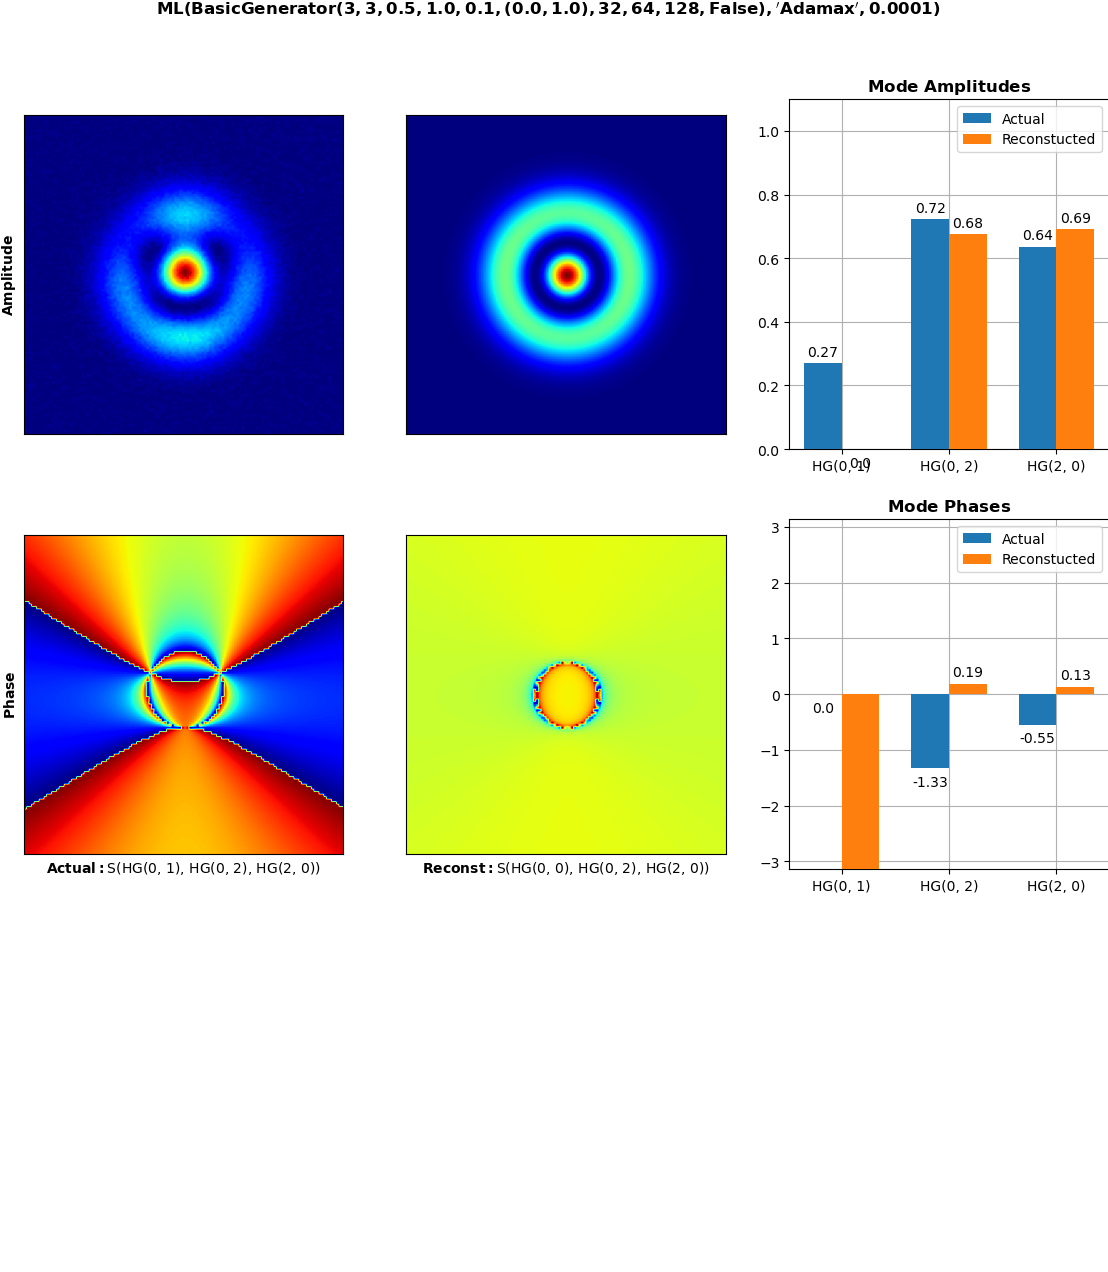 ML(BasicGenerator(3, 3, 0.5, 1.0, 0.1, (0.0, 1.0), 32, 64, 128, False), ′Adamax′, 0.0001)
Mode Amplitudes
Actual
Reconstucted
1.0
0.8
0.6
0.4
0.2
0.0
0.27
0.0
0.72
0.68
0.64
0.69
HG(0, 1)
HG(0, 2)
HG(2, 0)
Amplitude
Mode Phases
Actual
Reconstucted
3
2
1
0
−1
−2
−3
0.0
-1.33
0.19
-0.55
0.13
HG(0, 1)
HG(0, 2)
HG(2, 0)
Phase
Actual: S(HG(0, 1), HG(0, 2), HG(2, 0))
Reconst: S(HG(0, 0), HG(0, 2), HG(2, 0))